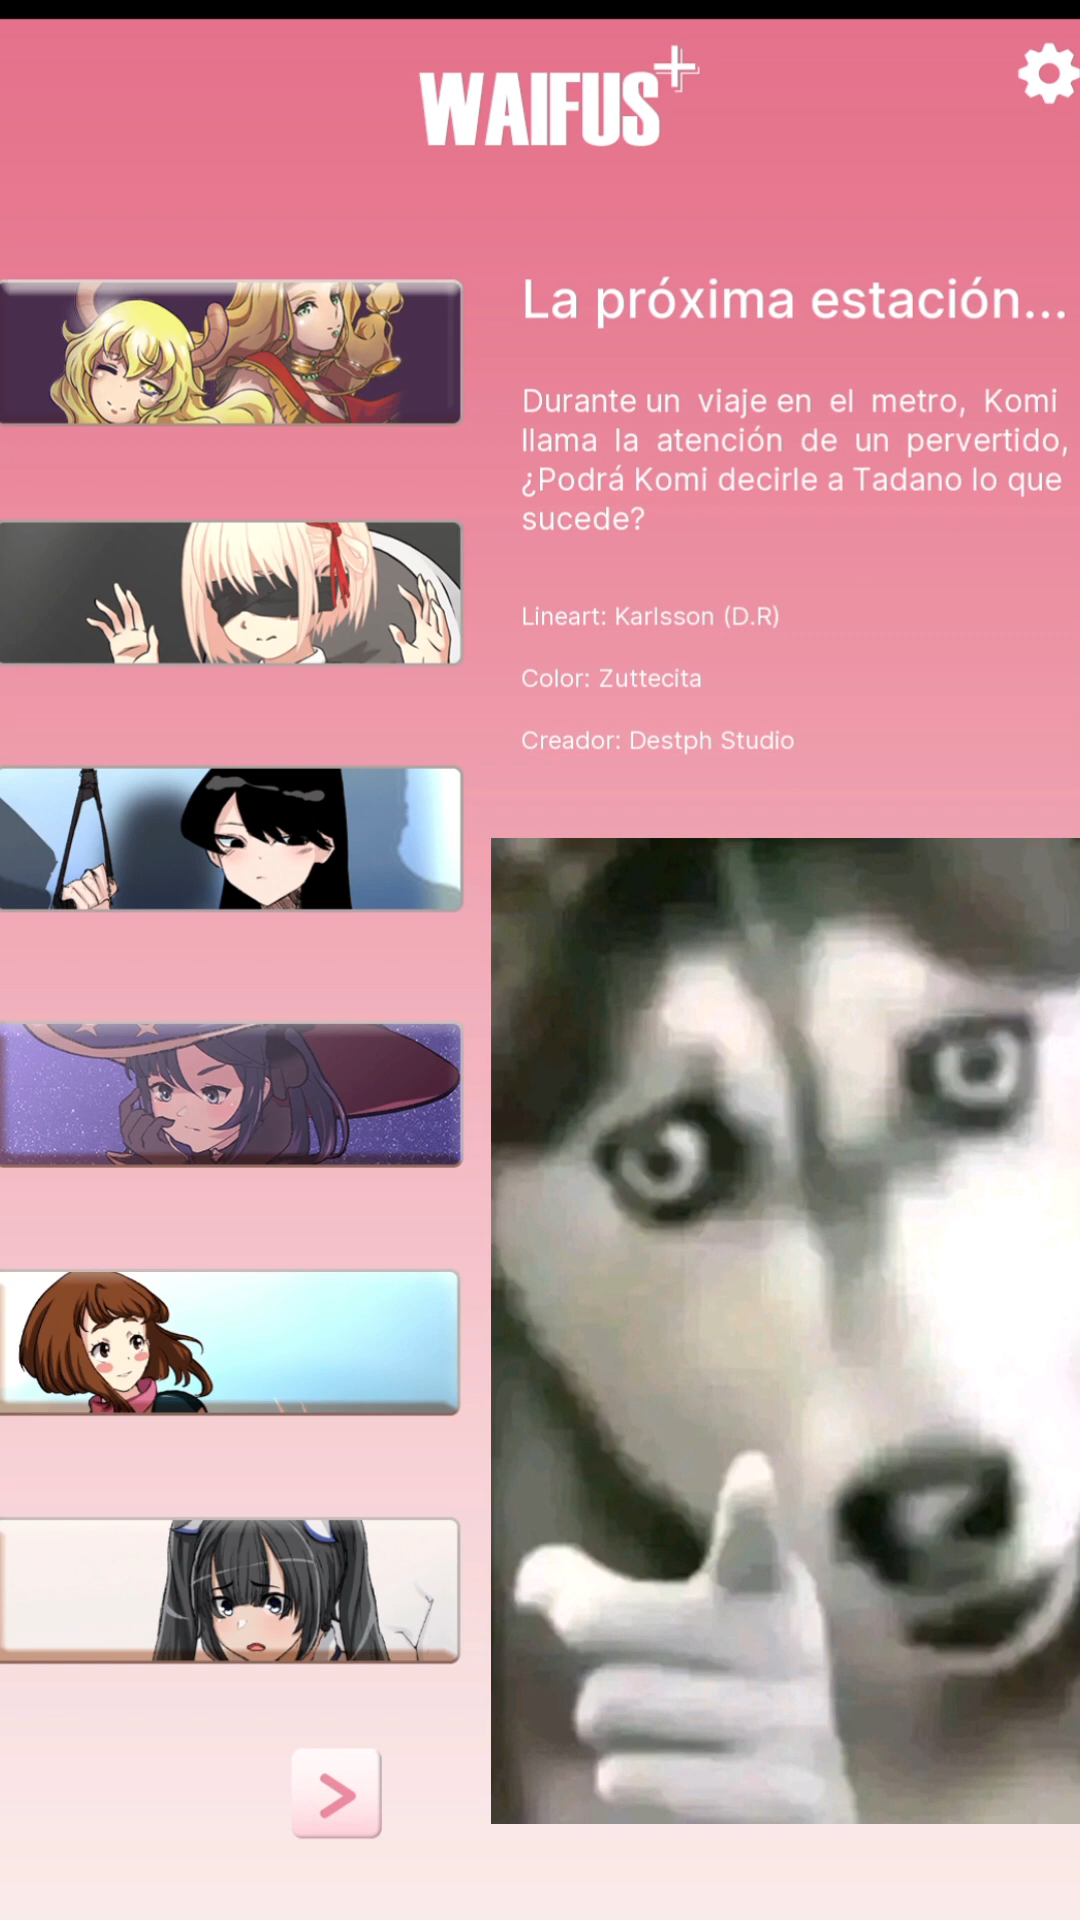 WAIFUS+
La próxima estación...
Durante un viaje en el metro, Komi
llama la atención de un pervertido,
¿Podrá Komi decirle a Tadano lo que
sucede?
Lineart: Karlsson (D.R)
Color: Zuttecita
Creador: Destph Studio